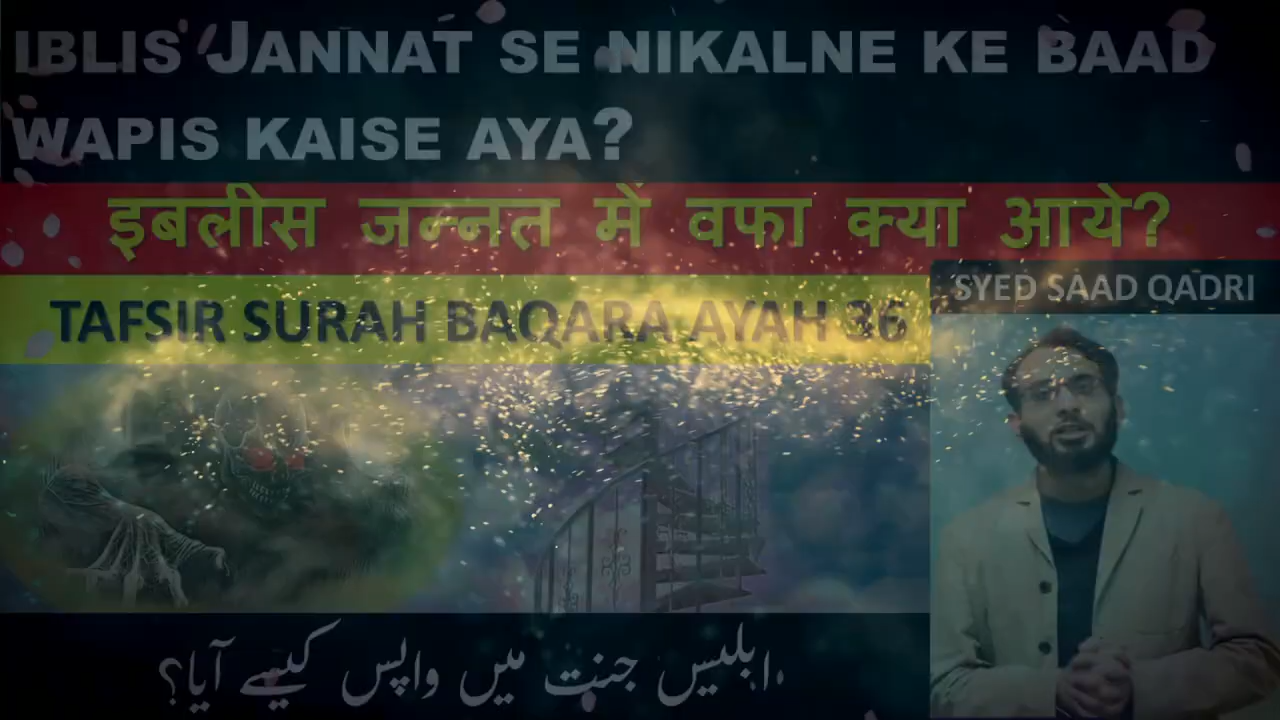 IBLIS JANNAT SE NIKALNE KE BAAD
WAPIS KAISE AYA?
इबलीस जन्नत में वफा क्या आये?
SYED SAAD QADRI
TAFSIR SURAH BAQARA AYAH 36
ابلیس جنت میں واپس کیسے آیا؟